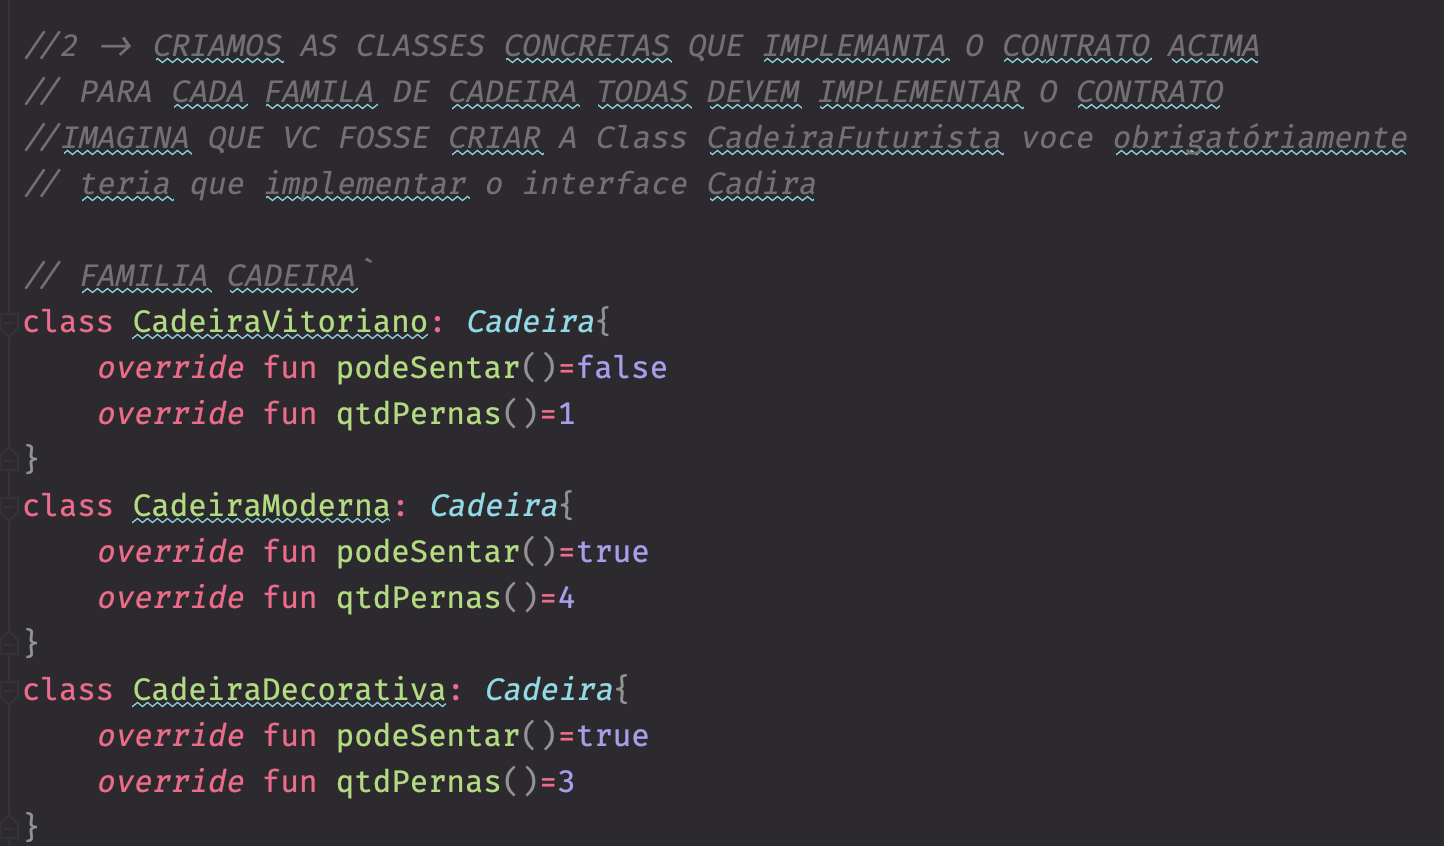 //2 -> CRIAMOS AS CLASSES CONCRETAS QUE IMPLEMANTA O CONTRATO ACIMA
// PARA CADA FAMILA DE CADEIRA TODAS DEVEM IMPLEMENTAR O CONTRATO
//IMAGINA QUE VC FOSSE CRIAR A Class CadeiraFuturista voce obrigatóriamente
// teria que implementar o interface Cadira
// FAMILIA CADEIRA`
class CadeiraVitoriano: Cadeira{
    override fun podeSentar()=false
    override fun qtdPernas()=1
}
class CadeiraModerna: Cadeira{
    override fun podeSentar()=true
    override fun qtdPernas()=4
}
class CadeiraDecorativa: Cadeira{
    override fun podeSentar()=true
    override fun qtdPernas()=3
}